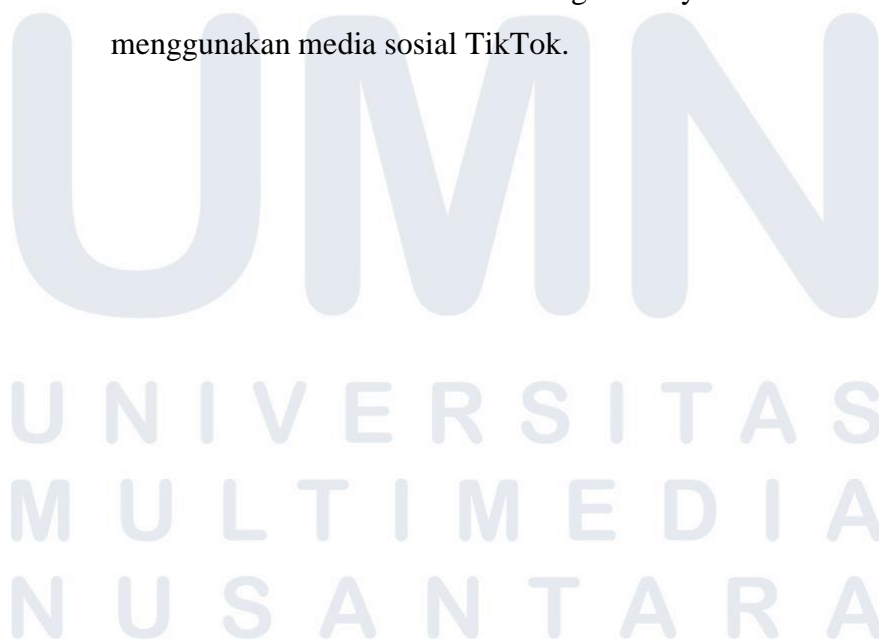 menggunakan media sosial TikTok.
UMN
UNIVERSITAS
MULTIMEDIA
NUSANTARA